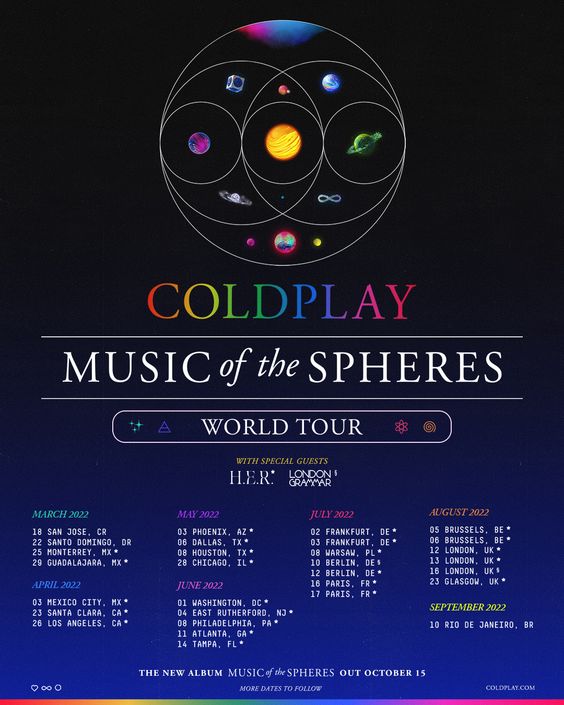 COLDPLAY
MUSIC of the SPHERES
WORLD TOUR
WITH SPECIAL GUESTS
H.E.R.* LONDON GRAMMAR §
MARCH 2022
18 SAN JOSE, CR
22 SANTO DOMINGO, DR
25 MONTERREY, MX*
29 GUADALAJARA, MX*
APRIL 2022
03 MEXICO CITY, MX*
23 SANTA CLARA, CA*
26 LOS ANGELES, CA*
MAY 2022
03 PHOENIX, AZ*
06 DALLAS, TX*
08 HOUSTON, TX*
28 CHICAGO, IL*
JUNE 2022
01 WASHINGTON, DC*
04 EAST RUTHERFORD, NJ*
08 PHILADELPHIA, PA*
11 ATLANTA, GA*
14 TAMPA, FL*
JULY 2022
02 FRANKFURT, DE*
03 FRANKFURT, DE*
08 WARSAW, PL*
10 BERLIN, DE§
12 BERLIN, DE*
16 PARIS, FR*
17 PARIS, FR*
AUGUST 2022
05 BRUSSELS, BE*
06 BRUSSELS, BE*
12 LONDON, UK*
13 LONDON, UK*
16 LONDON, UK§
23 GLASGOW, UK*
SEPTEMBER 2022
10 RIO DE JANEIRO, BR
THE NEW ALBUM MUSIC of the SPHERES OUT OCTOBER 15
MORE DATES TO FOLLOW
COLDPLAY.COM